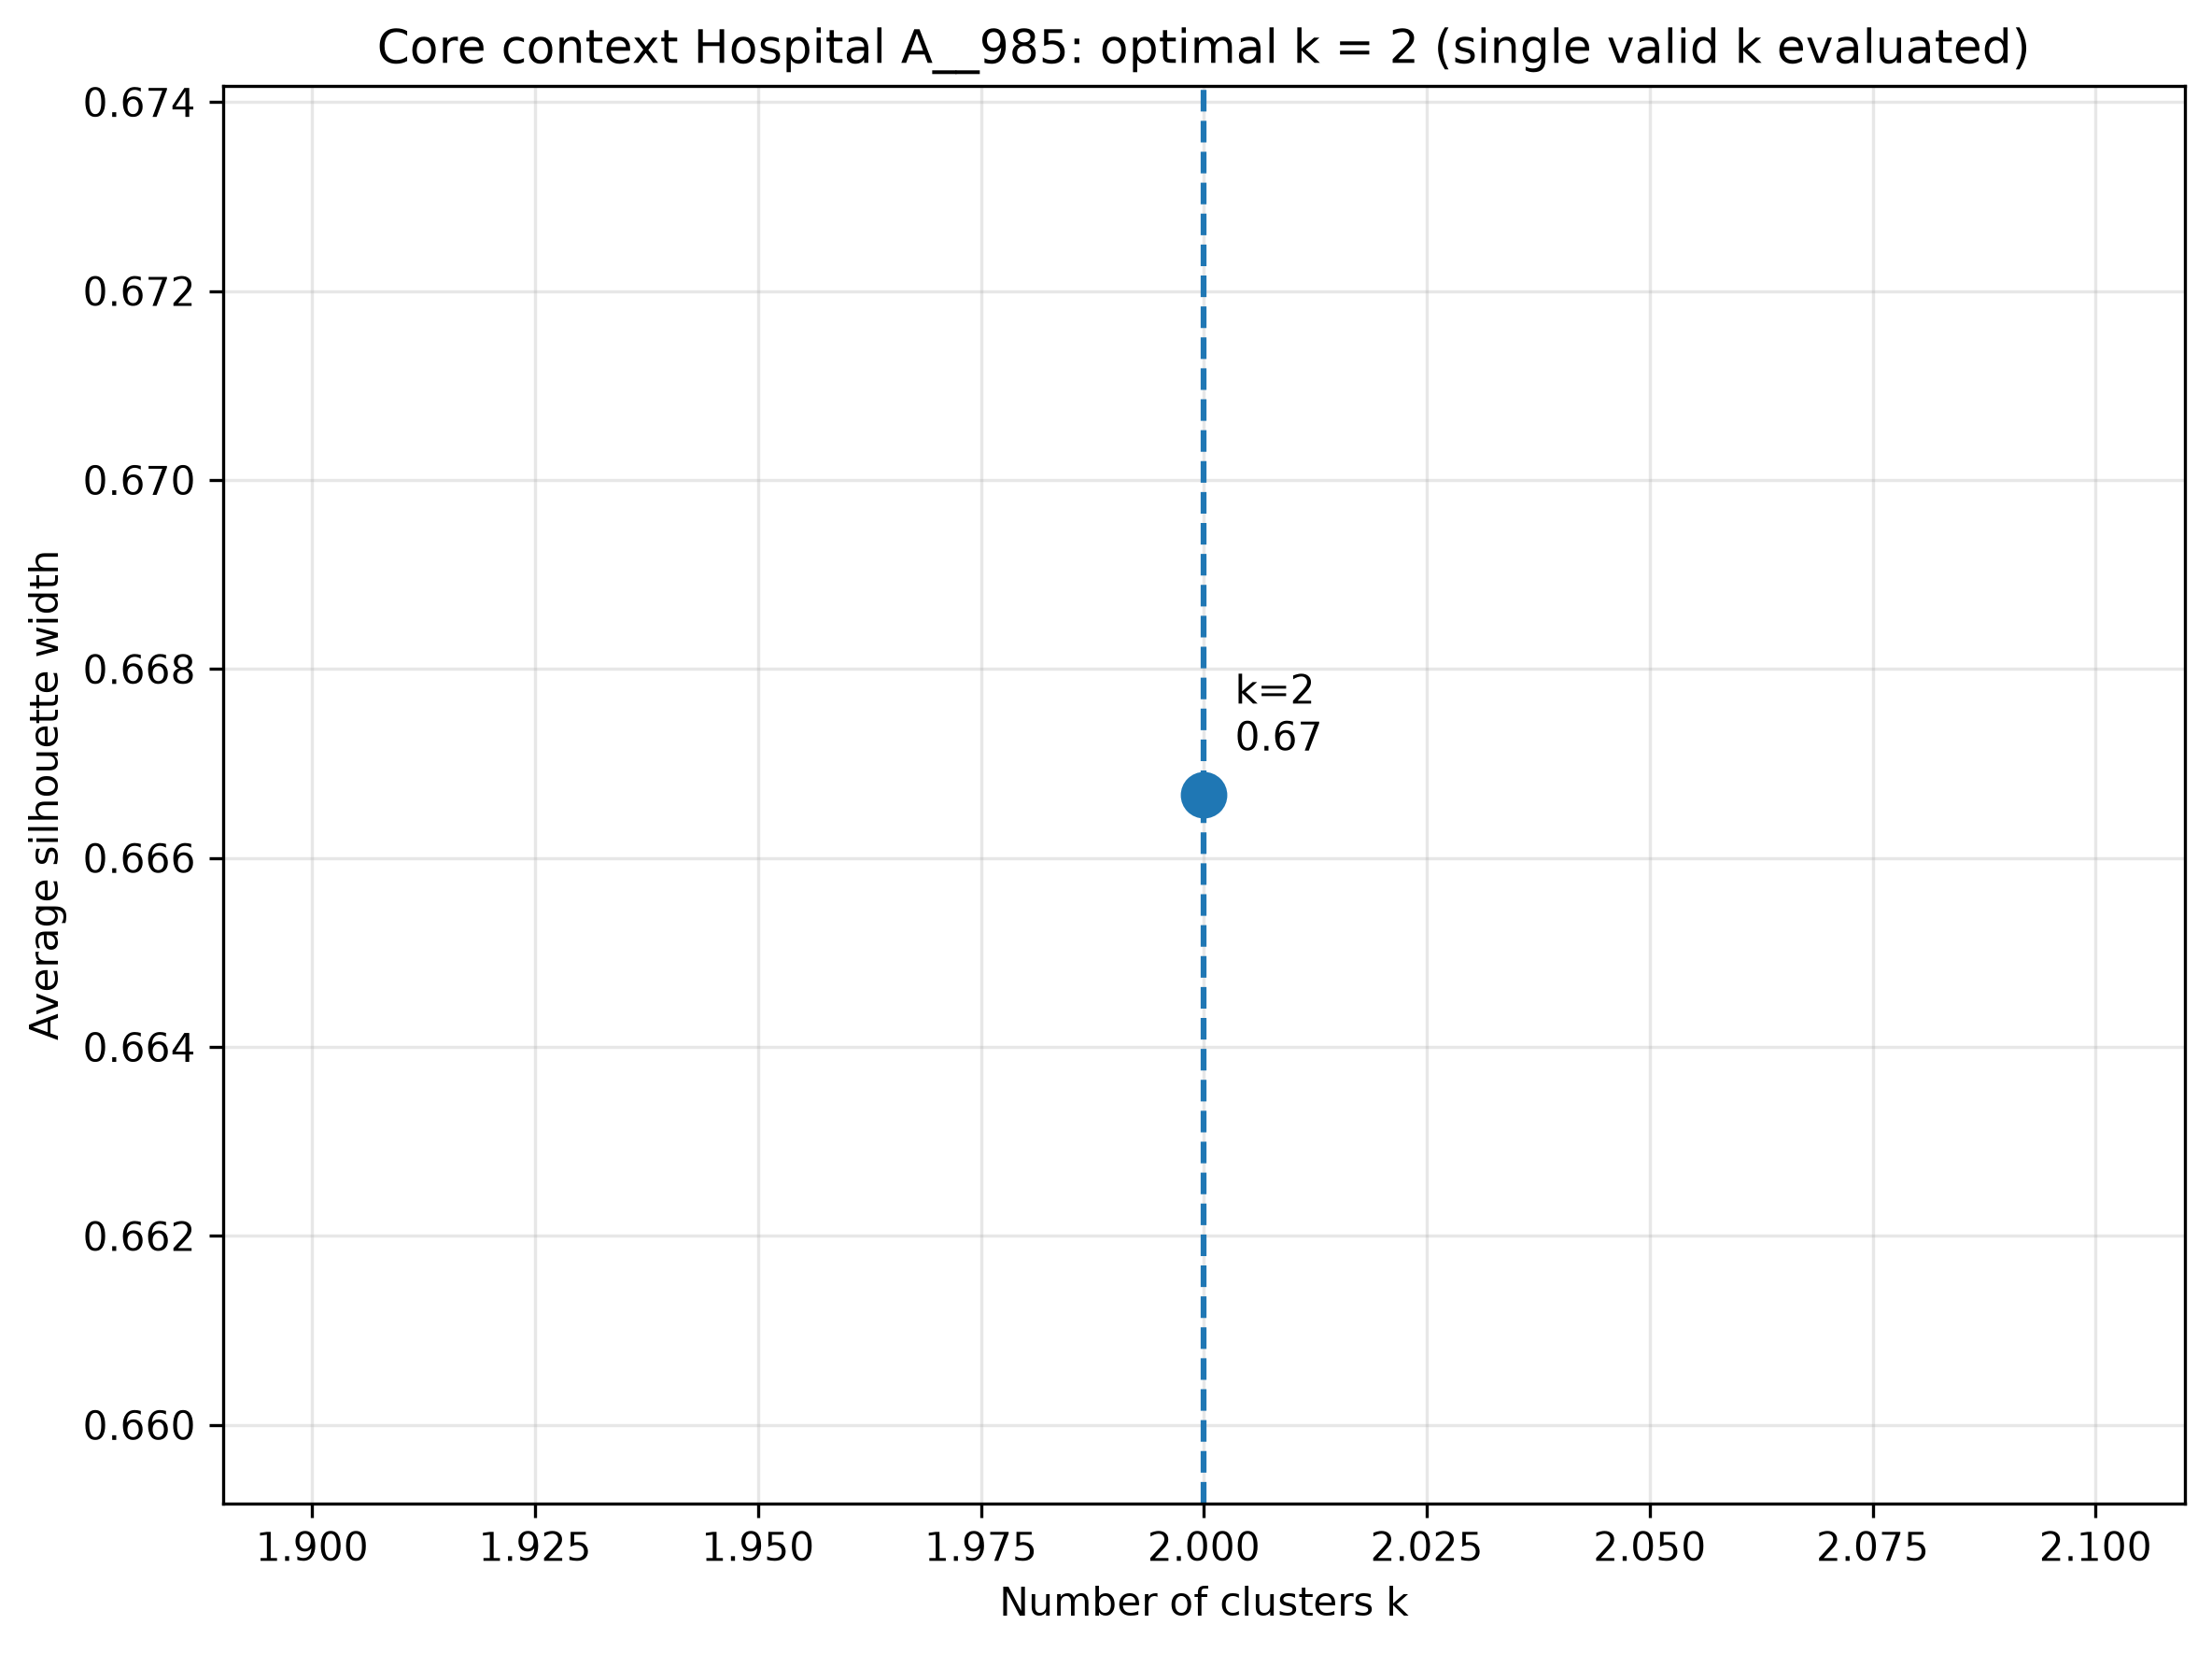 Core context Hospital A__985: optimal k = 2 (single valid k evaluated)
0.674
0.672
0.670
0.668
0.666
0.664
0.662
0.660
Average silhouette width
k=2
0.67
1.900 1.925 1.950 1.975 2.000 2.025 2.050 2.075 2.100
Number of clusters k